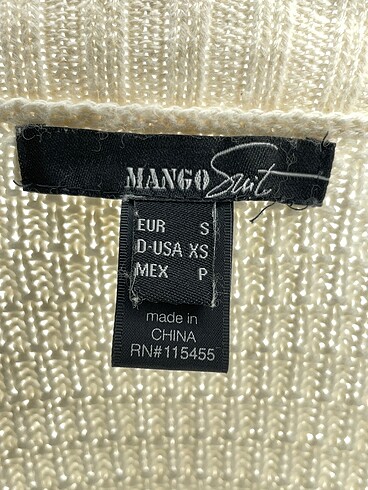 MANGO Suit
EUR S
D-USA XS
MEX P
made in
CHINA
RN#115455